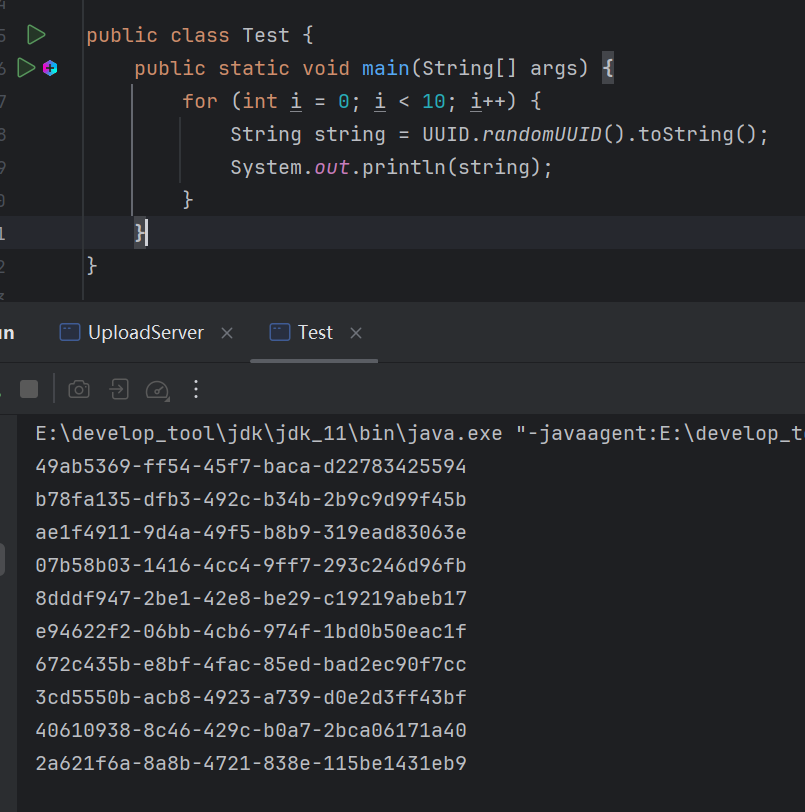 public class Test {
public static void main(String[] args) {
for (int i = 0; i < 10; i++) {
String string = UUID.randomUUID().toString();
System.out.println(string);
}
}
}
UploadServer
Test
E:\develop_tool\jdk\jdk_11\bin\java.exe "-javaagent:E:\develop_to
49ab5369-ff54-45f7-baca-d22783425594
b78fa135-dfb3-492c-b34b-2b9c9d99f45b
ae1f4911-9d4a-49f5-b8b9-319ead83063e
07b58b03-1416-4cc4-9ff7-293c246d96fb
8dddf947-2be1-42e8-be29-c19219abeb17
e94622f2-06bb-4cb6-974f-1bd0b50eac1f
672c435b-e8bf-4fac-85ed-bad2ec90f7cc
3cd5550b-acb8-4923-a739-d0e2d3ff43bf
40610938-8c46-429c-b0a7-2bca06171a40
2a621f6a-8a8b-4721-838e-115be1431eb9